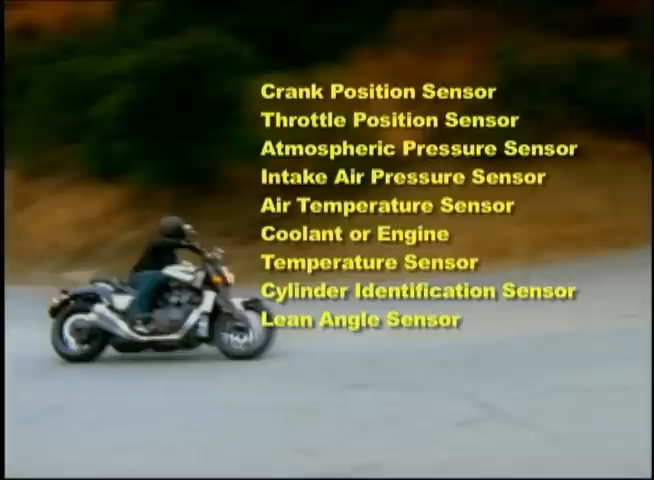 Crank Position Sensor
Throttle Position Sensor
Atmospheric Pressure Sensor
Intake Air Pressure Sensor
Air Temperature Sensor
Coolant or Engine
Temperature Sensor
Cylinder Identification Sensor
Lean Angle Sensor